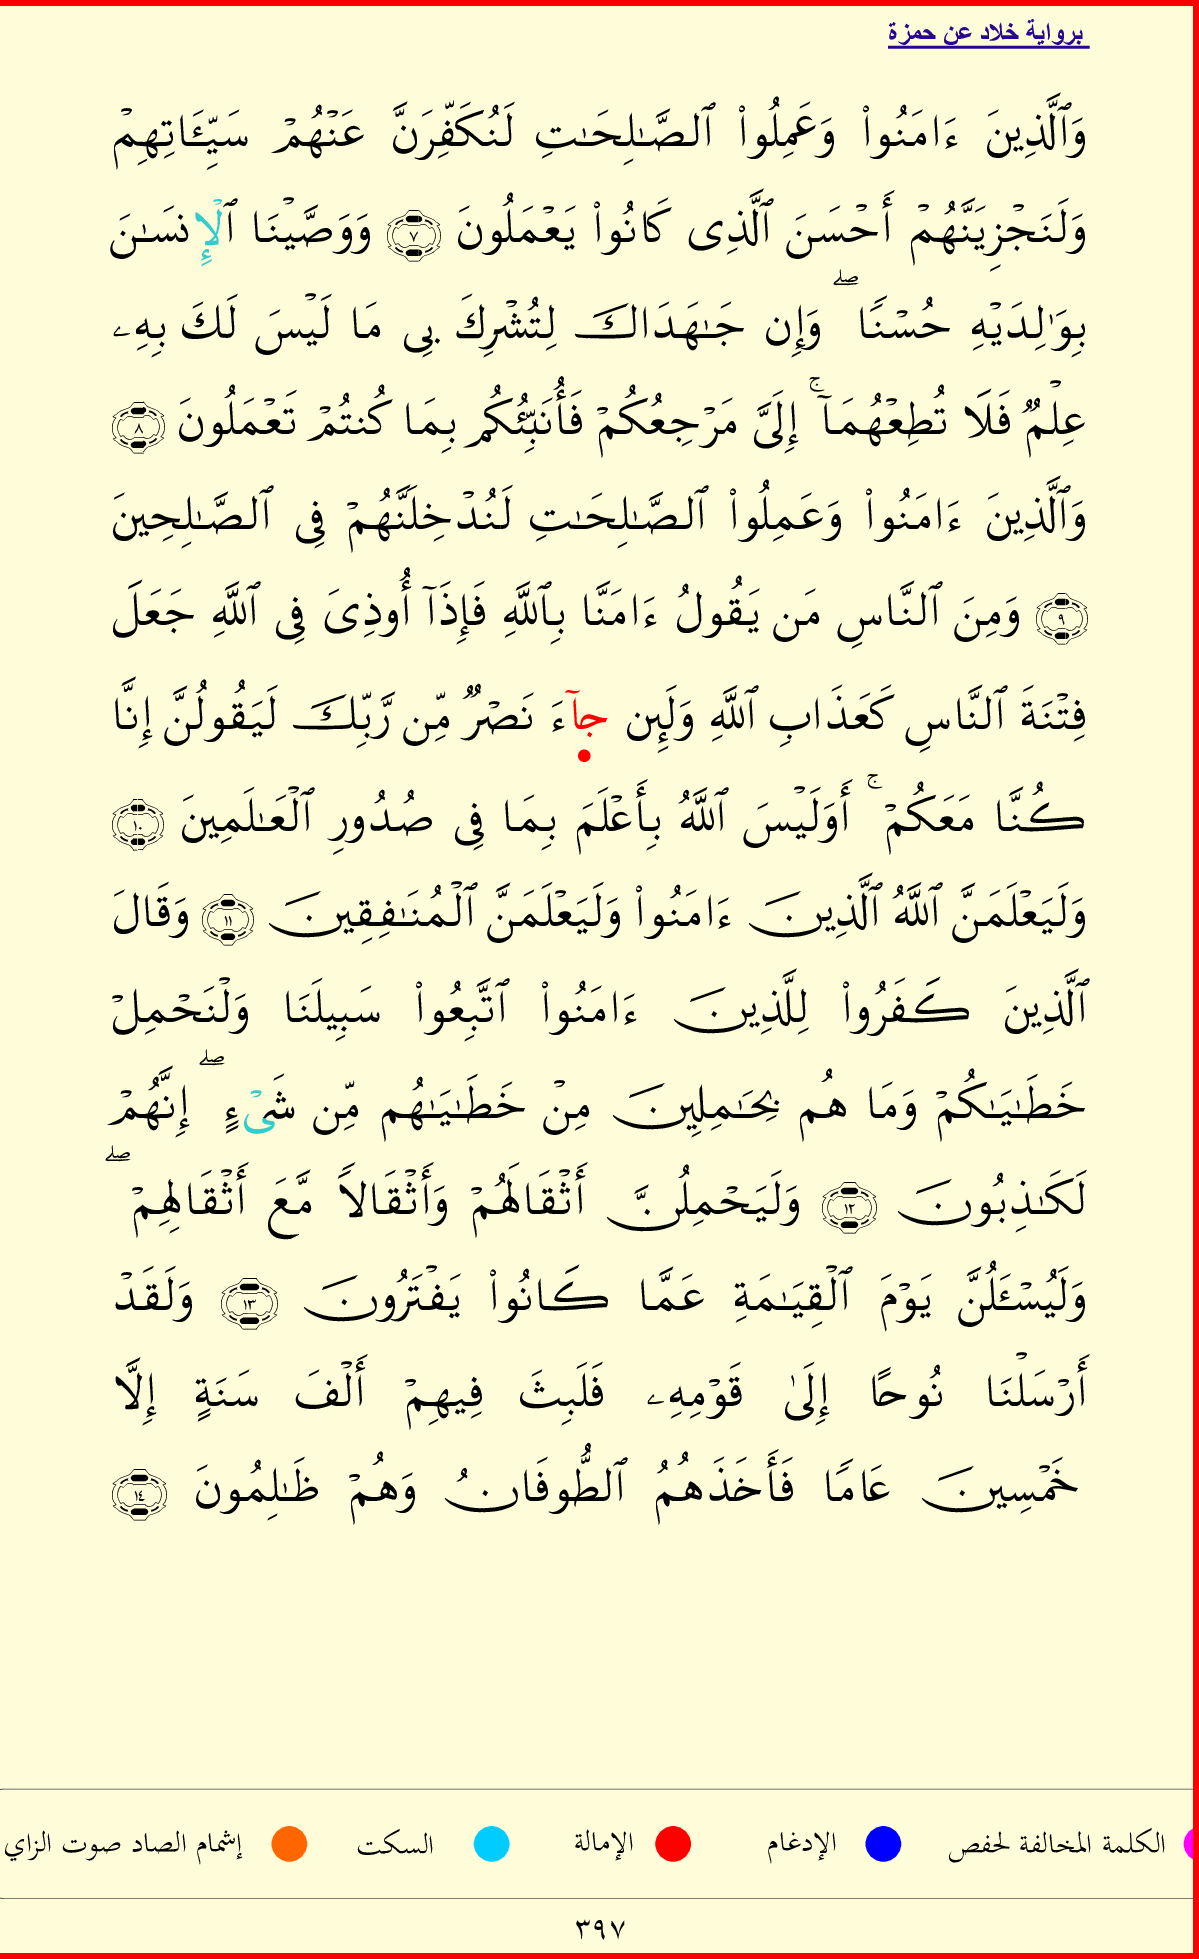 برواية خلاد عن حمزة
وَٱلَّذِينَ ءَامَنُوا۟ وَعَمِلُوا۟ ٱلصَّـٰلِحَـٰتِ لَنُكَفِّرَنَّ عَنْهُمْ سَيِّـَٔاتِهِمْ
وَلَنَجْزِيَنَّهُمْ أَحْسَنَ ٱلَّذِى كَانُوا۟ يَعْمَلُونَ ٧ وَوَصَّيْنَا ٱلْإِنسَـٰنَ
بِوَٰلِدَيْهِ حُسْنًا ۖ وَإِن جَـٰهَدَاكَ لِتُشْرِكَ بِى مَا لَيْسَ لَكَ بِهِۦ
عِلْمٌ فَلَا تُطِعْهُمَآ ۚ إِلَىَّ مَرْجِعُكُمْ فَأُنَبِّئُكُم بِمَا كُنتُمْ تَعْمَلُونَ ٨
وَٱلَّذِينَ ءَامَنُوا۟ وَعَمِلُوا۟ ٱلصَّـٰلِحَـٰتِ لَنُدْخِلَنَّهُمْ فِى ٱلصَّـٰلِحِينَ
٩ وَمِنَ ٱلنَّاسِ مَن يَقُولُ ءَامَنَّا بِٱللَّهِ فَإِذَآ أُوذِىَ فِى ٱللَّهِ جَعَلَ
فِتْنَةَ ٱلنَّاسِ كَعَذَابِ ٱللَّهِ وَلَئِن جآءَ نَصْرٌ مِّن رَّبِّكَ لَيَقُولُنَّ إِنَّا
كُنَّا مَعَكُمْ ۚ أَوَلَيْسَ ٱللَّهُ بِأَعْلَمَ بِمَا فِى صُدُورِ ٱلْعَـٰلَمِينَ ١٠
وَلَيَعْلَمَنَّ ٱللَّهُ ٱلَّذِينَ ءَامَنُوا۟ وَلَيَعْلَمَنَّ ٱلْمُنَـٰفِقِينَ ١١ وَقَالَ
ٱلَّذِينَ كَفَرُوا۟ لِلَّذِينَ ءَامَنُوا۟ ٱتَّبِعُوا۟ سَبِيلَنَا وَلْنَحْمِلْ
خَطَـٰيَـٰكُمْ وَمَا هُم بِحَـٰمِلِينَ مِنْ خَطَـٰيَـٰهُم مِّن شَىْءٍ ۖ إِنَّهُمْ
لَكَـٰذِبُونَ ١٢ وَلَيَحْمِلُنَّ أَثْقَالَهُمْ وَأَثْقَالًا مَّعَ أَثْقَالِهِمْ ۖ
وَلَيُسْـَٔلُنَّ يَوْمَ ٱلْقِيَـٰمَةِ عَمَّا كَانُوا۟ يَفْتَرُونَ ١٣ وَلَقَدْ
أَرْسَلْنَا نُوحًا إِلَىٰ قَوْمِهِۦ فَلَبِثَ فِيهِمْ أَلْفَ سَنَةٍ إِلَّا
خَمْسِينَ عَامًا فَأَخَذَهُمُ ٱلطُّوفَانُ وَهُمْ ظَـٰلِمُونَ ١٤
الكلمة المخالفة لحفص الإدغام الإمالة السكت إشمام الصاد صوت الزاي
٣٩٧